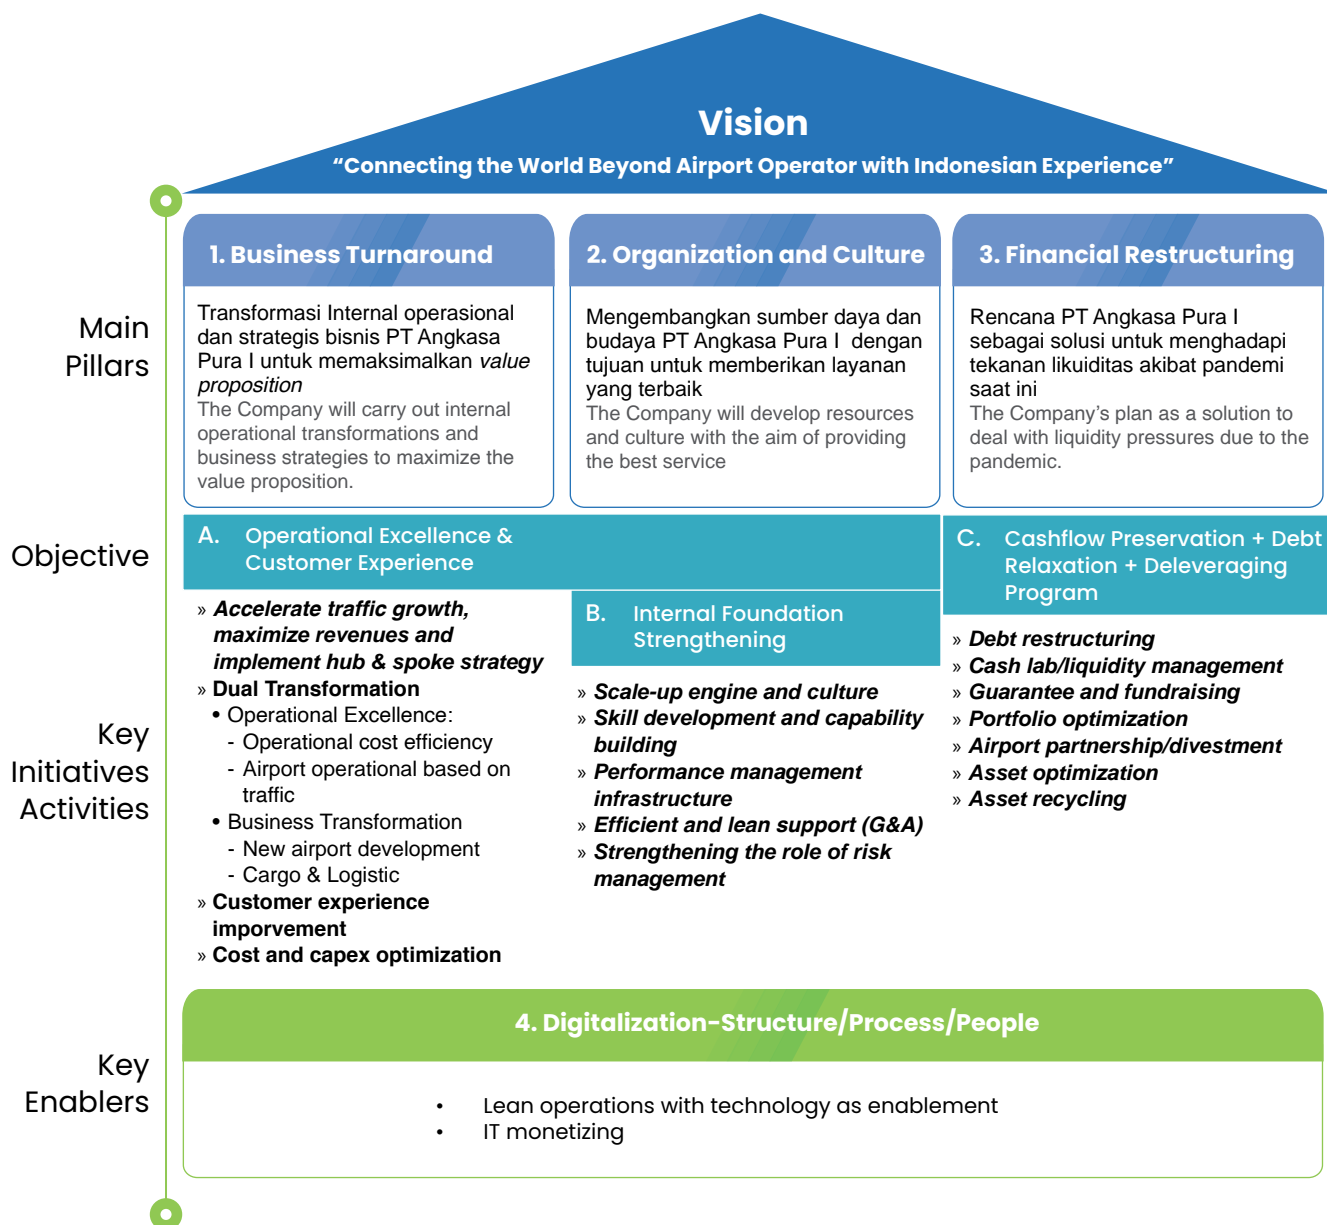 Vision
“Connecting the World Beyond Airport Operator with Indonesian Experience”
Main
Pillars
1. Business Turnaround
Transformasi Internal operasional
dan strategis bisnis PT Angkasa
Pura I untuk memaksimalkan value
proposition
The Company will carry out internal
operational transformations and
business strategies to maximize the
value proposition.
2. Organization and Culture
Mengembangkan sumber daya dan
budaya PT Angkasa Pura I dengan
tujuan untuk memberikan layanan
yang terbaik
The Company will develop resources
and culture with the aim of providing
the best service
3. Financial Restructuring
Rencana PT Angkasa Pura I
sebagai solusi untuk menghadapi
tekanan likuiditas akibat pandemi
saat ini
The Company’s plan as a solution to
deal with liquidity pressures due to the
pandemic.
Objective
A. Operational Excellence &
Customer Experience
B. Internal Foundation
Strengthening
C. Cashflow Preservation + Debt
Relaxation + Deleveraging
Program
Key
Initiatives
Activities
» Accelerate traffic growth,
maximize revenues and
implement hub & spoke strategy
» Dual Transformation
• Operational Excellence:
- Operational cost efficiency
- Airport operational based on
traffic
• Business Transformation
- New airport development
- Cargo & Logistic
» Customer experience
imporvement
» Cost and capex optimization
» Scale-up engine and culture
» Skill development and capability
building
» Performance management
infrastructure
» Efficient and lean support (G&A)
» Strengthening the role of risk
management
» Debt restructuring
» Cash lab/liquidity management
» Guarantee and fundraising
» Portfolio optimization
» Airport partnership/divestment
» Asset optimization
» Asset recycling
Key
Enablers
4. Digitalization-Structure/Process/People
• Lean operations with technology as enablement
• IT monetizing